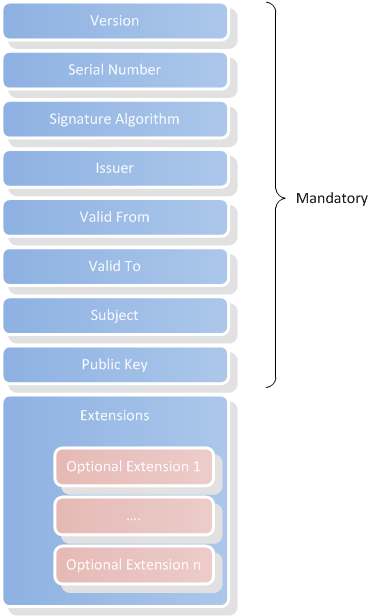 Version
Serial Number
Signature Algorithm
Issuer
Valid From
Mandatory
Valid To
Subject
Public Key
Extensions
Optional Extension 1
....
Optional Extension n